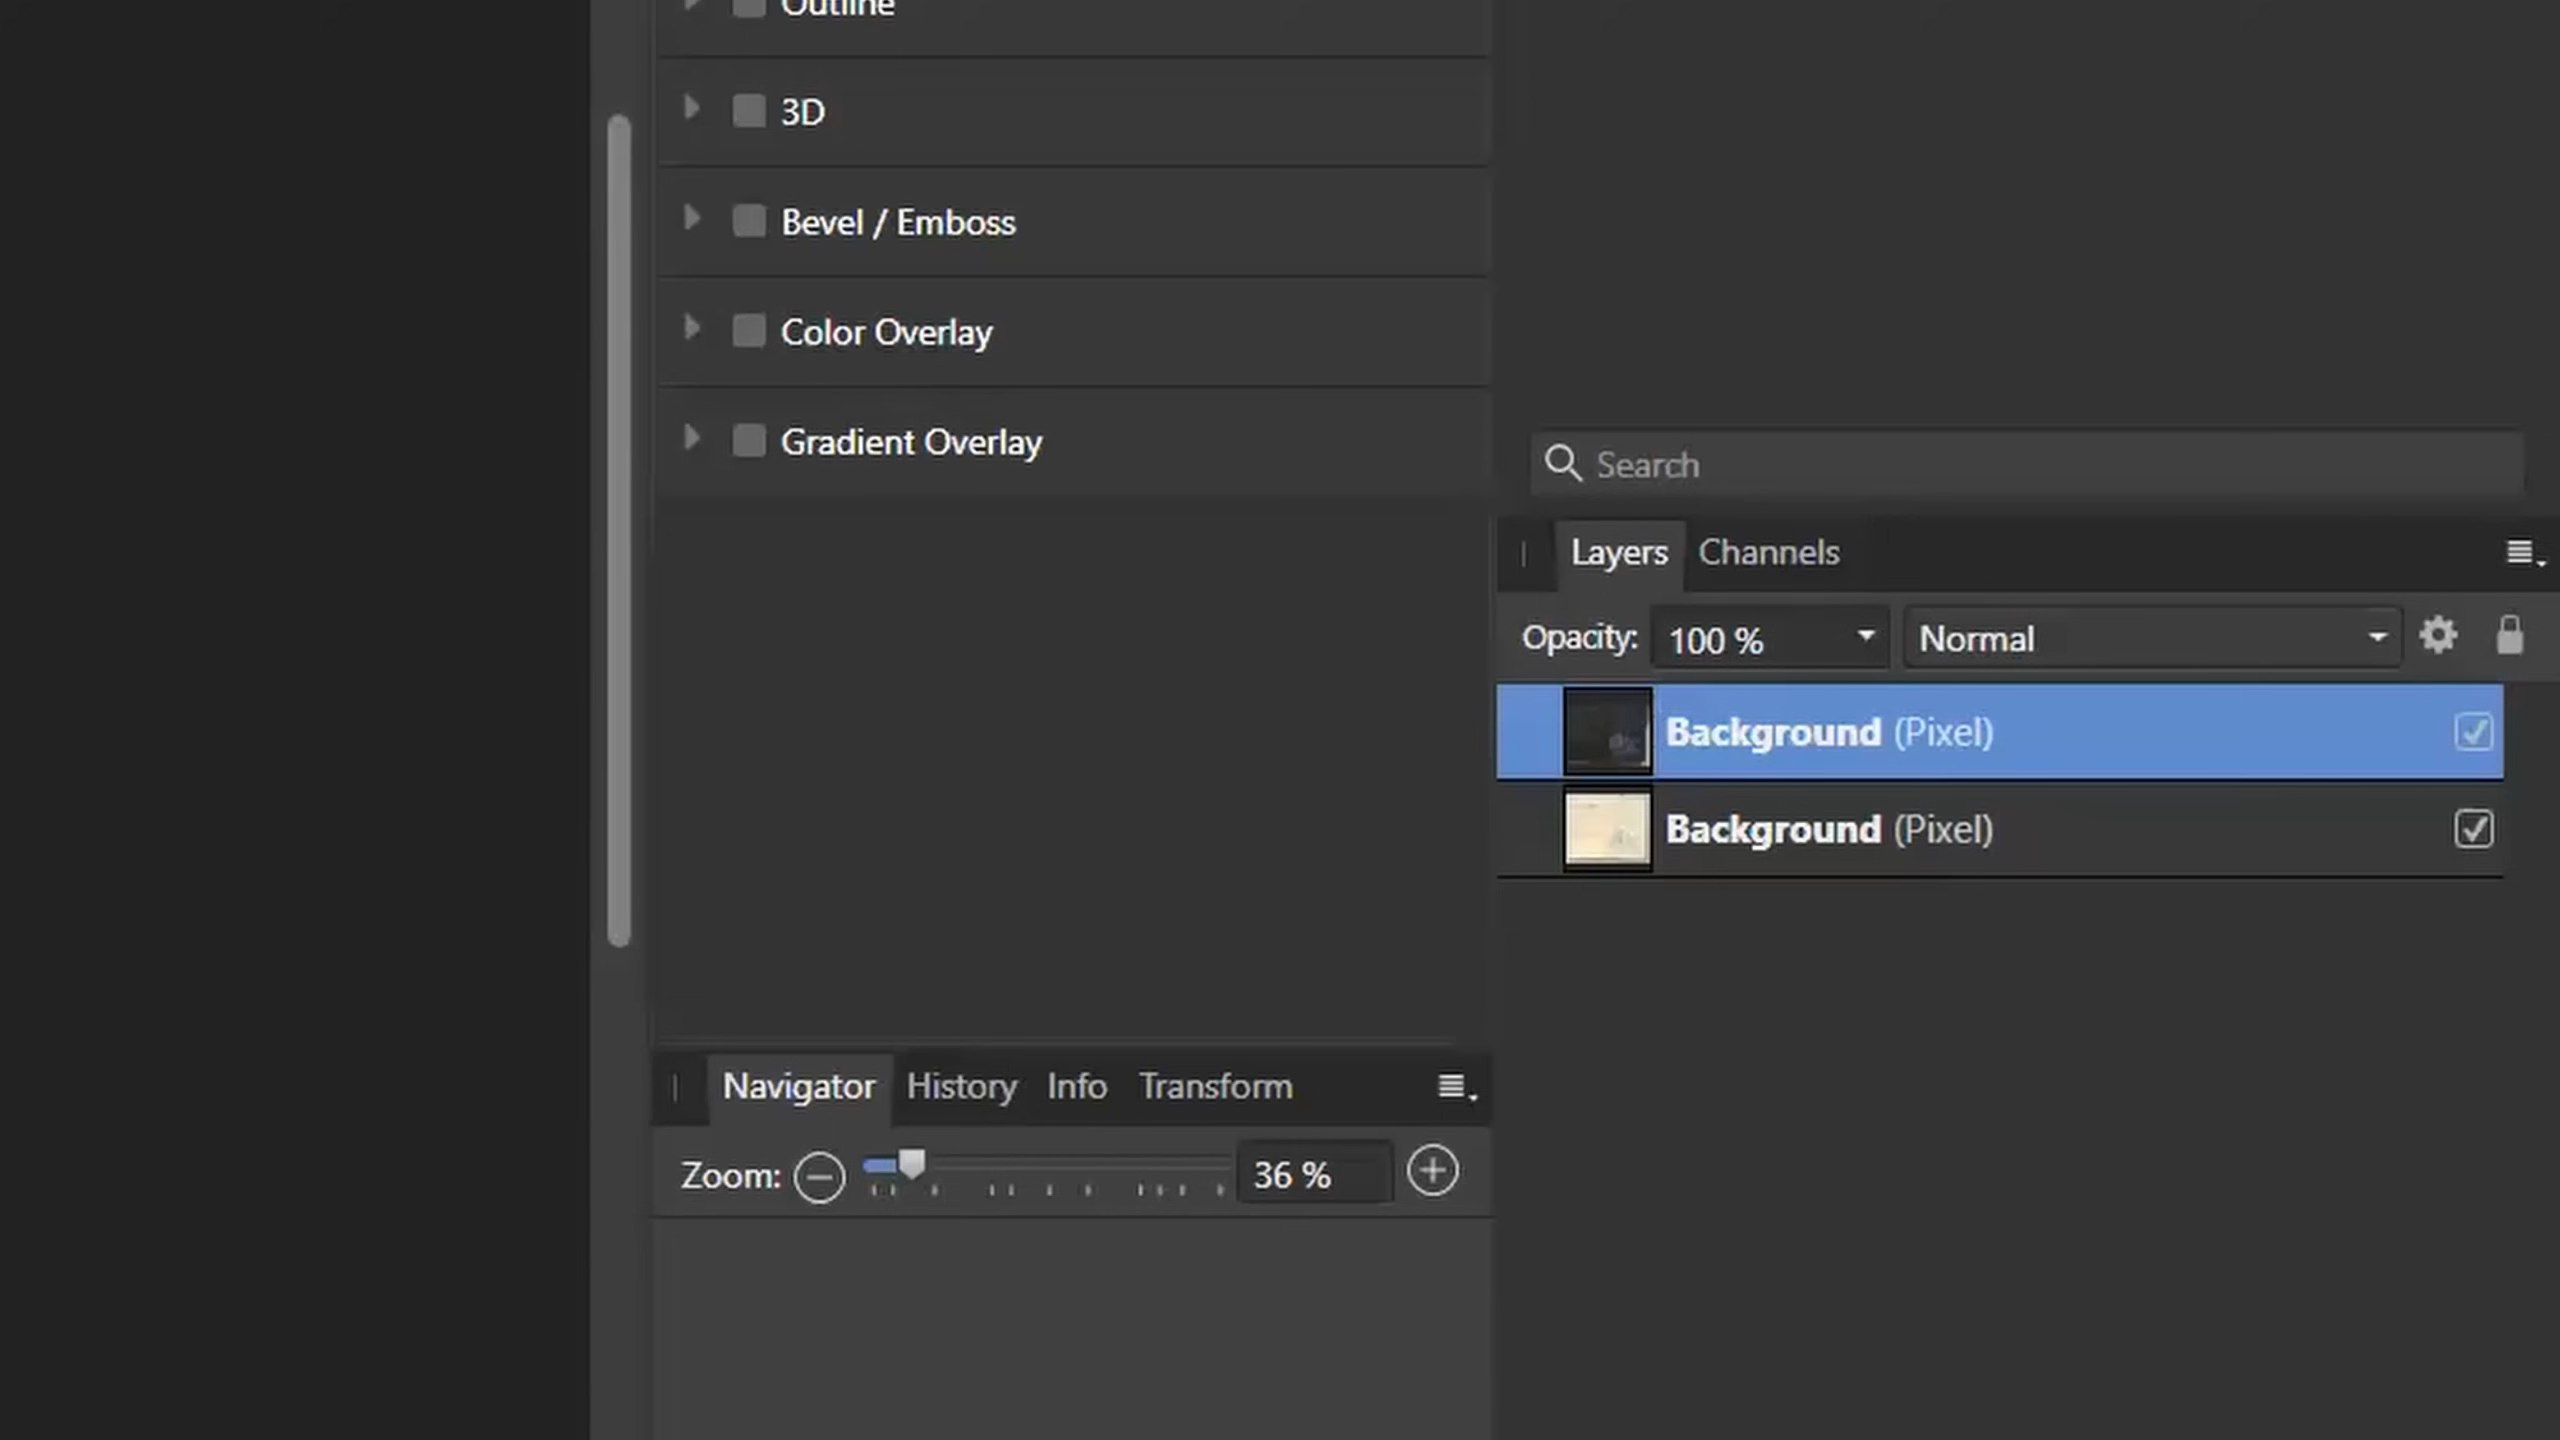 Outline
3D
Bevel / Emboss
Color Overlay
Gradient Overlay
Search
Layers Channels
Opacity: 100 % Normal
Background (Pixel)
Background (Pixel)
Navigator History Info Transform
Zoom: 36 %